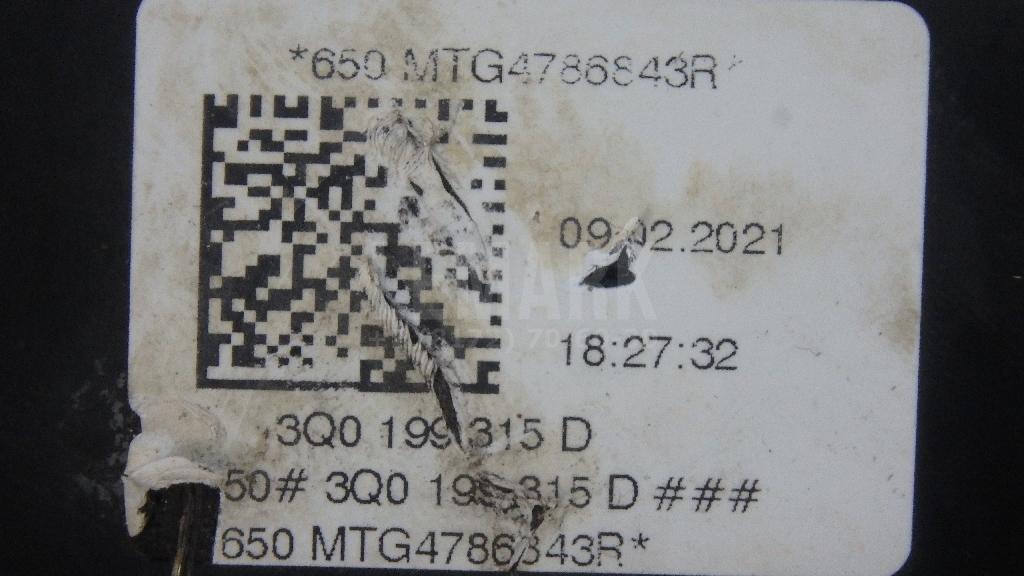 *650 MTG4786843R*
09.02.2021
18:27:32
3Q0 199 315 D
50# 3Q0 199 315 D ###
650 MTG4786843R*